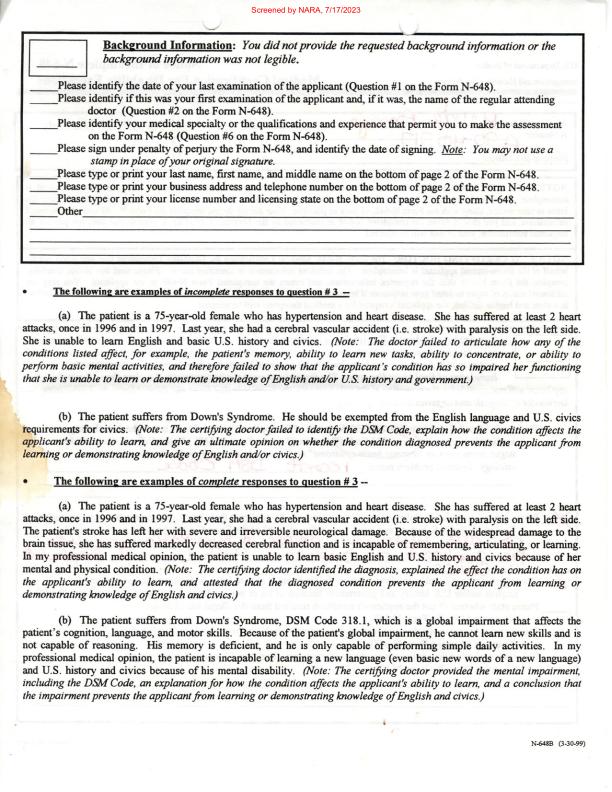 Screened by NARA, 7/17/2023
Background Information: You did not provide the requested background information or the
background information was not legible.
_____Please identify the date of your last examination of the applicant (Question #1 on the Form N-648).
_____Please identify if this was your first examination of the applicant and, if it was, the name of the regular attending
doctor (Question #2 on the Form N-648).
_____Please identify your medical specialty or the qualifications and experience that permit you to make the assessment
on the Form N-648 (Question #6 on the Form N-648).
_____Please sign under penalty of perjury the Form N-648, and identify the date of signing. Note: You may not use a
stamp in place of your original signature.
_____Please type or print your last name, first name, and middle name on the bottom of page 2 of the Form N-648.
_____Please type or print your business address and telephone number on the bottom of page 2 of the Form N-648.
_____Please type or print your license number and licensing state on the bottom of page 2 of the Form N-648.
_____Other
• The following are examples of incomplete responses to question # 3 --
(a) The patient is a 75-year-old female who has hypertension and heart disease. She has suffered at least 2 heart
attacks, once in 1996 and in 1997. Last year, she had a cerebral vascular accident (i.e. stroke) with paralysis on the left side.
She is unable to learn English and basic U.S. history and civics. (Note: The doctor failed to articulate how any of the
conditions listed affect, for example, the patient's memory, ability to learn new tasks, ability to concentrate, or ability to
perform basic mental activities, and therefore failed to show that the applicant's condition has so impaired her functioning
that she is unable to learn or demonstrate knowledge of English and/or U.S. history and government.)
(b) The patient suffers from Down's Syndrome. He should be exempted from the English language and U.S. civics
requirements for civics. (Note: The certifying doctor failed to identify the DSM Code, explain how the condition affects the
applicant's ability to learn, and give an ultimate opinion on whether the condition diagnosed prevents the applicant from
learning or demonstrating knowledge of English and/or civics.)
• The following are examples of complete responses to question # 3 --
(a) The patient is a 75-year-old female who has hypertension and heart disease. She has suffered at least 2 heart
attacks, once in 1996 and in 1997. Last year, she had a cerebral vascular accident (i.e. stroke) with paralysis on the left side.
The patient's stroke has left her with severe and irreversible neurological damage. Because of the widespread damage to the
brain tissue, she has suffered markedly decreased cerebral function and is incapable of remembering, articulating, or learning.
In my professional medical opinion, the patient is unable to learn basic English and U.S. history and civics because of her
mental and physical condition. (Note: The certifying doctor identified the diagnosis, explained the effect the condition has on
the applicant's ability to learn, and attested that the diagnosed condition prevents the applicant from learning or
demonstrating knowledge of English and civics.)
(b) The patient suffers from Down's Syndrome, DSM Code 318.1, which is a global impairment that affects the
patient's cognition, language, and motor skills. Because of the patient's global impairment, he cannot learn new skills and is
not capable of reasoning. His memory is deficient, and he is only capable of performing simple daily activities. In my
professional medical opinion, the patient is incapable of learning a new language (even basic new words of a new language)
and U.S. history and civics because of his mental disability. (Note: The certifying doctor provided the mental impairment,
including the DSM Code, an explanation for how the condition affects the applicant's ability to learn, and a conclusion that
the impairment prevents the applicant from learning or demonstrating knowledge of English and civics.)
N-648B (3-30-99)